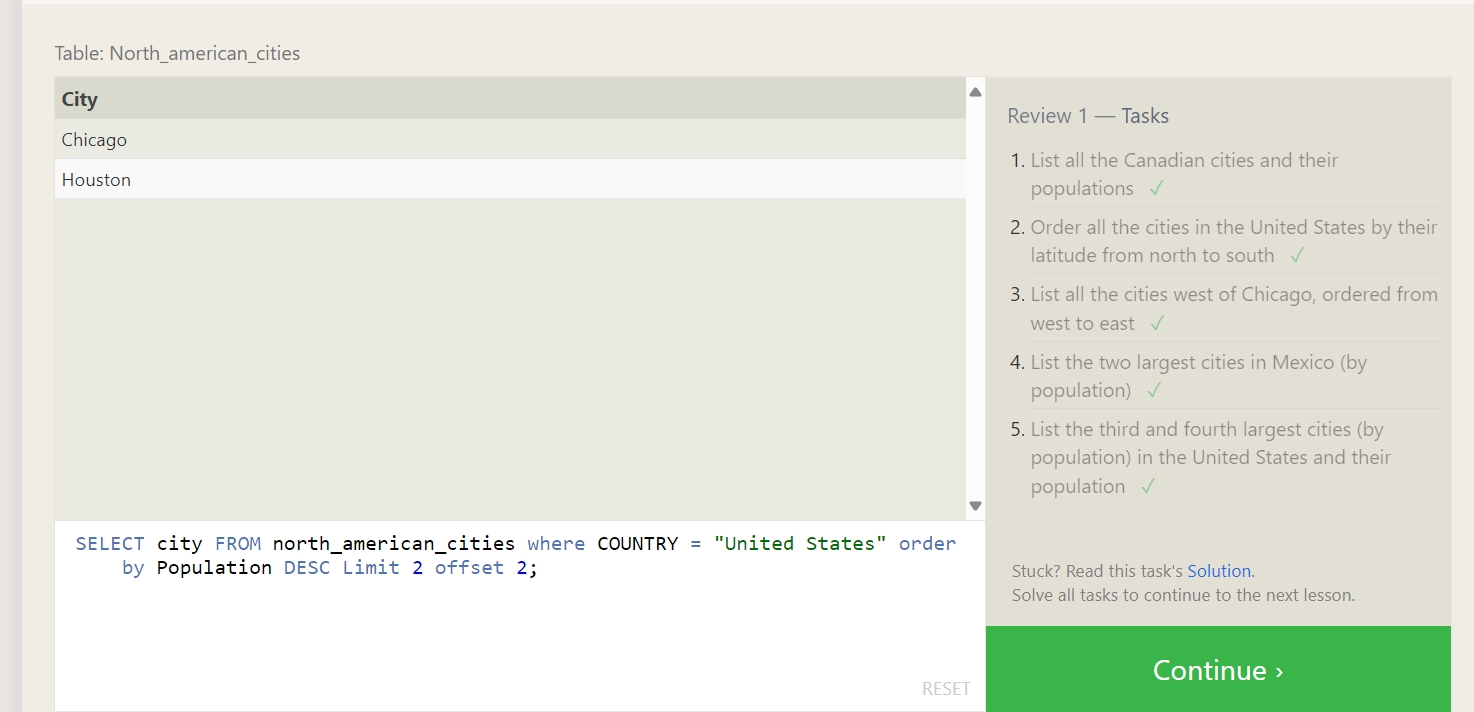 Table: North_american_cities
City
Chicago
Houston
SELECT city FROM north_american_cities where COUNTRY = "United States" order
by Population DESC Limit 2 offset 2;
RESET
Review 1 — Tasks
1. List all the Canadian cities and their
populations ✓
2. Order all the cities in the United States by their
latitude from north to south ✓
3. List all the cities west of Chicago, ordered from
west to east ✓
4. List the two largest cities in Mexico (by
population) ✓
5. List the third and fourth largest cities (by
population) in the United States and their
population ✓
Stuck? Read this task's Solution.
Solve all tasks to continue to the next lesson.
Continue ›